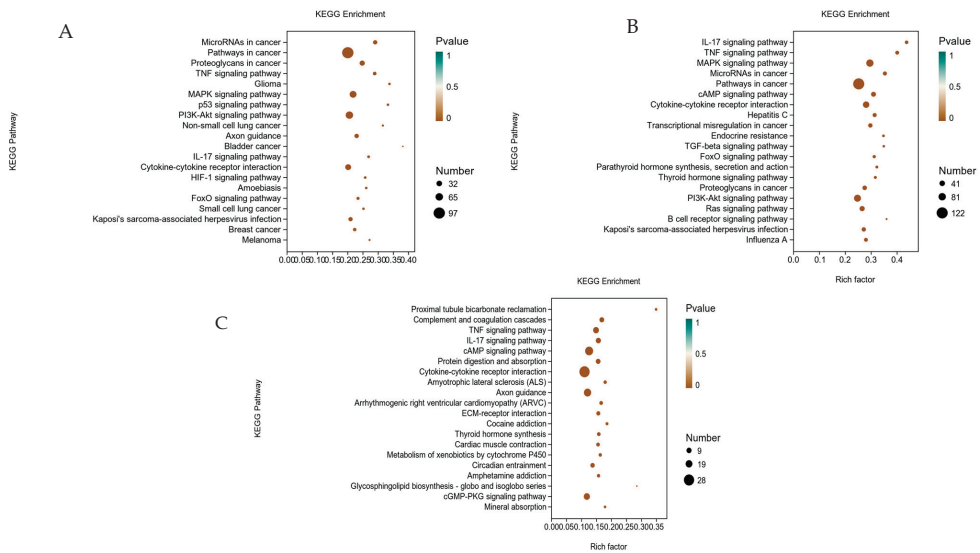 A
KEGG Enrichment
KEGG Pathway
MicroRNAs in cancer
Pathways in cancer
Proteoglycans in cancer
TNF signaling pathway
Glioma
MAPK signaling pathway
p53 signaling pathway
PI3K-Akt signaling pathway
Non-small cell lung cancer
Axon guidance
Bladder cancer
IL-17 signaling pathway
Cytokine-cytokine receptor interaction
HIF-1 signaling pathway
Amoebiasis
FoxO signaling pathway
Small cell lung cancer
Kaposi's sarcoma-associated herpesvirus infection
Breast cancer
Melanoma
0.000.050.100.150.200.250.300.350.40
Rich factor
Pvalue
1
0.5
0
Number
32
65
97
B
KEGG Enrichment
KEGG Pathway
IL-17 signaling pathway
TNF signaling pathway
MAPK signaling pathway
MicroRNAs in cancer
Pathways in cancer
cAMP signaling pathway
Cytokine-cytokine receptor interaction
Hepatitis C
Transcriptional misregulation in cancer
Endocrine resistance
TGF-beta signaling pathway
FoxO signaling pathway
Parathyroid hormone synthesis, secretion and action
Thyroid hormone signaling pathway
Proteoglycans in cancer
PI3K-Akt signaling pathway
Ras signaling pathway
B cell receptor signaling pathway
Kaposi's sarcoma-associated herpesvirus infection
Influenza A
0.0 0.1 0.2 0.3 0.4
Rich factor
Pvalue
1
0.5
0
Number
41
81
122
C
KEGG Enrichment
KEGG Pathway
Proximal tubule bicarbonate reclamation
Complement and coagulation cascades
TNF signaling pathway
IL-17 signaling pathway
cAMP signaling pathway
Protein digestion and absorption
Cytokine-cytokine receptor interaction
Amyotrophic lateral sclerosis (ALS)
Axon guidance
Arrhythmogenic right ventricular cardiomyopathy (ARVC)
ECM-receptor interaction
Cocaine addiction
Thyroid hormone synthesis
Cardiac muscle contraction
Metabolism of xenobiotics by cytochrome P450
Circadian entrainment
Amphetamine addiction
Glycosphingolipid biosynthesis - globo and isoglobo series
cGMP-PKG signaling pathway
Mineral absorption
0.000.050.100.150.200.250.300.35
Rich factor
Pvalue
1
0.5
0
Number
9
19
28